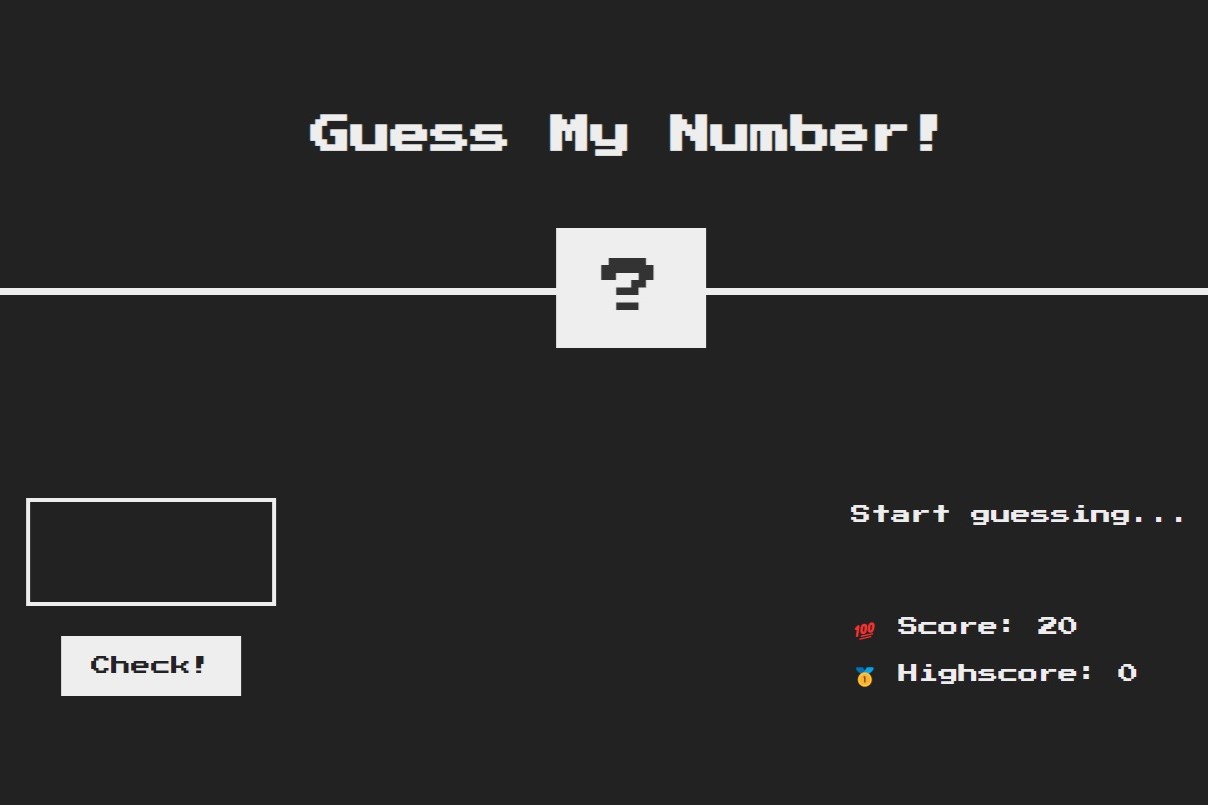 Guess My Number!
?
Start guessing...
💯 Score: 20
Check!
🥇 Highscore: 0